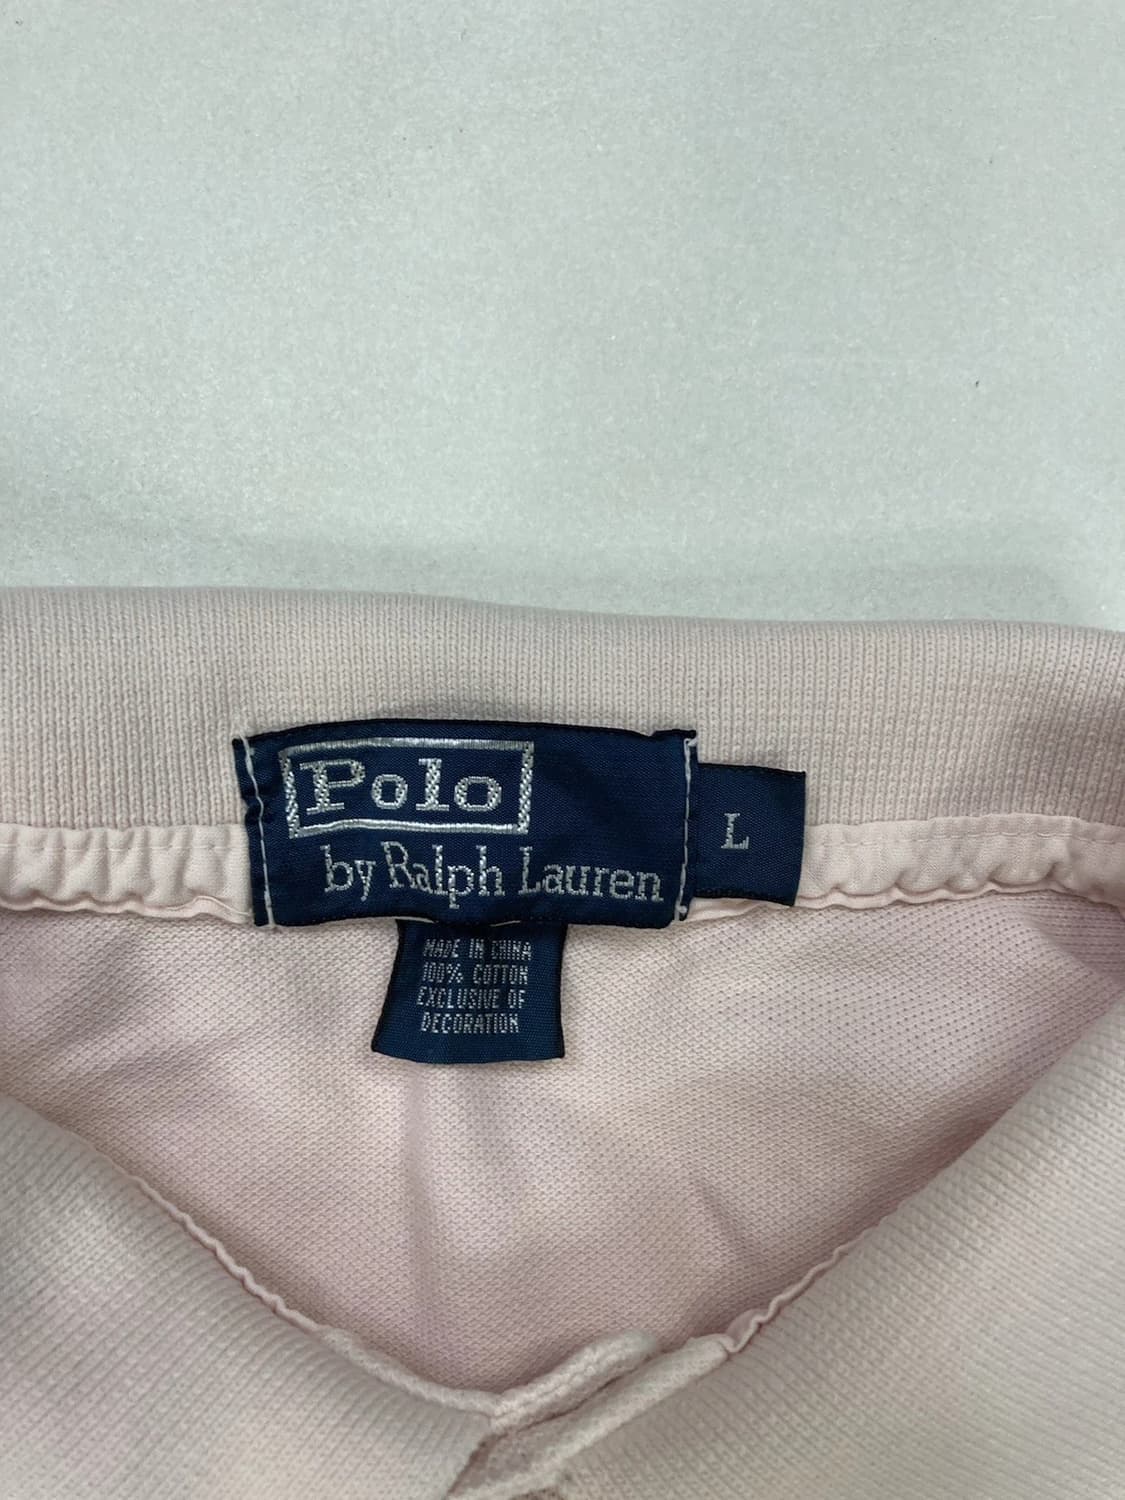 Polo
by Ralph Lauren
L
MADE IN CHINA
100% COTTON
EXCLUSIVE OF
DECORATION